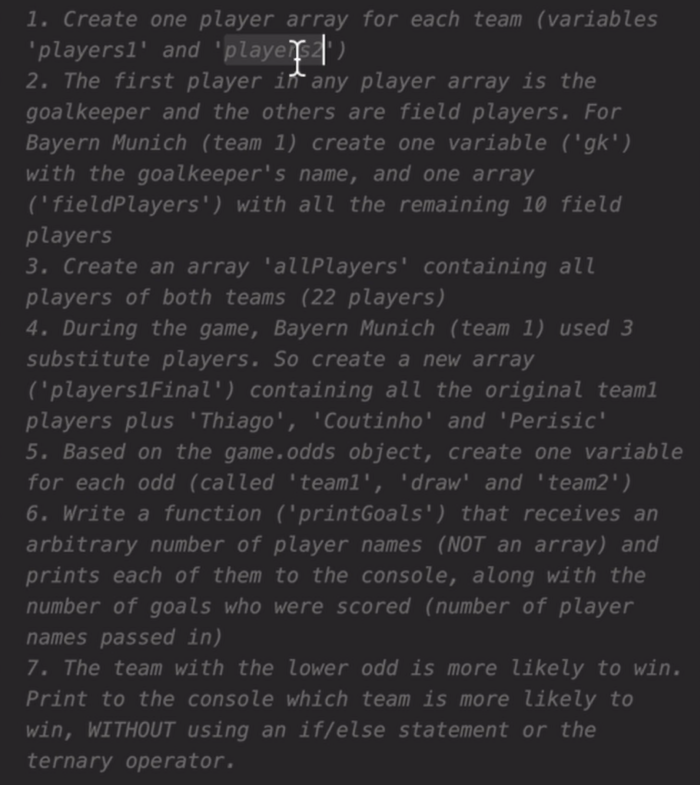 1. Create one player array for each team (variables
'players1' and 'players2')
2. The first player in any player array is the
goalkeeper and the others are field players. For
Bayern Munich (team 1) create one variable ('gk')
with the goalkeeper's name, and one array
('fieldPlayers') with all the remaining 10 field
players
3. Create an array 'allPlayers' containing all
players of both teams (22 players)
4. During the game, Bayern Munich (team 1) used 3
substitute players. So create a new array
('players1Final') containing all the original team1
players plus 'Thiago', 'Coutinho' and 'Perisic'
5. Based on the game.odds object, create one variable
for each odd (called 'team1', 'draw' and 'team2')
6. Write a function ('printGoals') that receives an
arbitrary number of player names (NOT an array) and
prints each of them to the console, along with the
number of goals who were scored (number of player
names passed in)
7. The team with the lower odd is more likely to win.
Print to the console which team is more likely to
win, WITHOUT using an if/else statement or the
ternary operator.